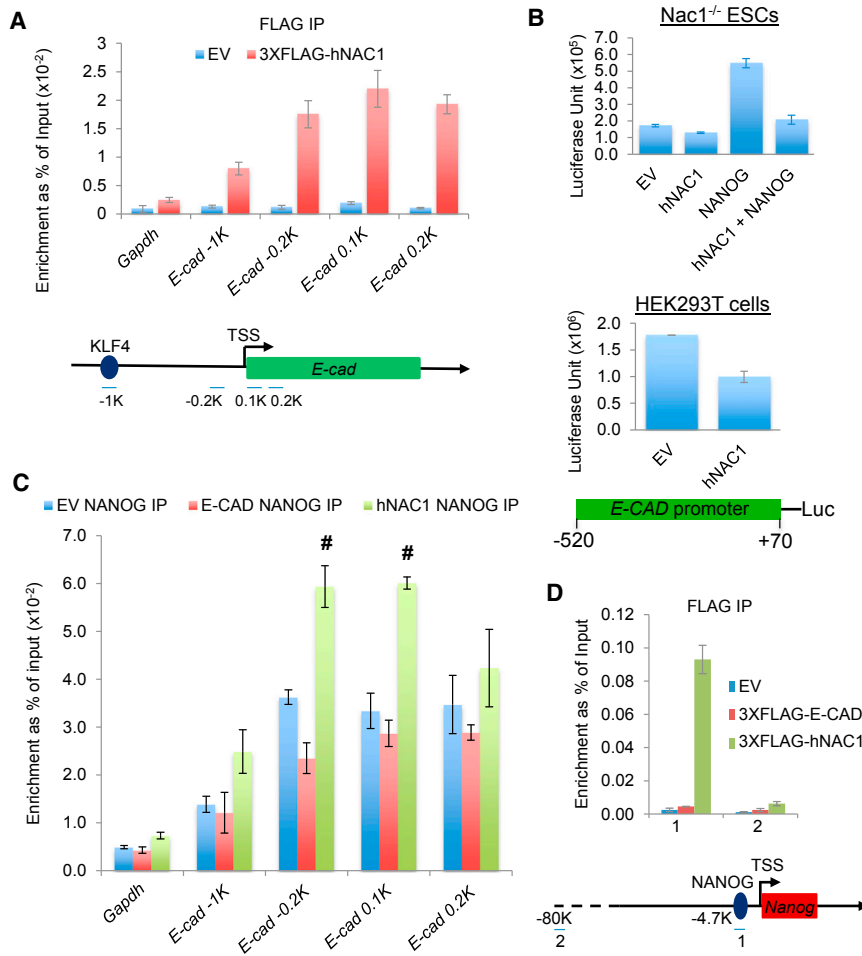 A
FLAG IP
EV 3XFLAG-hNAC1
Enrichment as % of Input (x10⁻²)
3
2.5
2
1.5
1
0.5
0
Gapdh E-cad -1K E-cad -0.2K E-cad 0.1K E-cad 0.2K
KLF4 TSS
E-cad
-1K -0.2K 0.1K 0.2K
B
Nac1⁻/⁻ ESCs
Luciferase Unit (x10⁵)
6.0
5.0
4.0
3.0
2.0
1.0
0.0
EV hNAC1 NANOG hNAC1 + NANOG
HEK293T cells
Luciferase Unit (x10⁶)
2.0
1.5
1.0
0.5
0.0
EV hNAC1
E-CAD promoter Luc
-520 +70
C
EV NANOG IP E-CAD NANOG IP hNAC1 NANOG IP
Enrichment as % of input (x10⁻²)
7.0
6.0
5.0
4.0
3.0
2.0
1.0
0.0
# #
Gapdh E-cad -1K E-cad -0.2K E-cad 0.1K E-cad 0.2K
D
FLAG IP
Enrichment as % of Input
0.12
0.10
0.08
0.06
0.04
0.02
0.00
EV
3XFLAG-E-CAD
3XFLAG-hNAC1
1 2
NANOG TSS
Nanog
-80K -4.7K
2 1